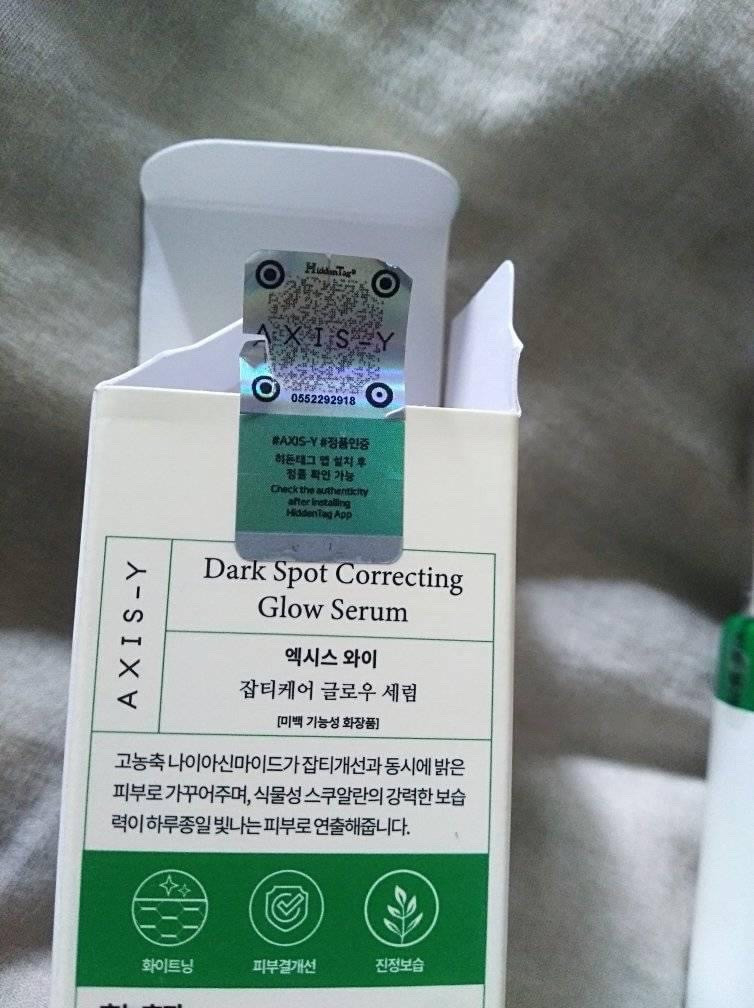 HiddenTag®
AXIS-Y
0552292918
#AXIS-Y #정품인증
히든태그 앱 설치 후
정품 확인 가능
Check the authenticity
after installing
HiddenTag App
AXIS-Y
Dark Spot Correcting
Glow Serum
엑시스 와이
잡티케어 글로우 세럼
[미백 기능성 화장품]
고농축 나이아신마이드가 잡티개선과 동시에 밝은
피부로 가꾸어주며, 식물성 스쿠알란의 강력한 보습
력이 하루종일 빛나는 피부로 연출해줍니다.
화이트닝
피부결개선
진정보습